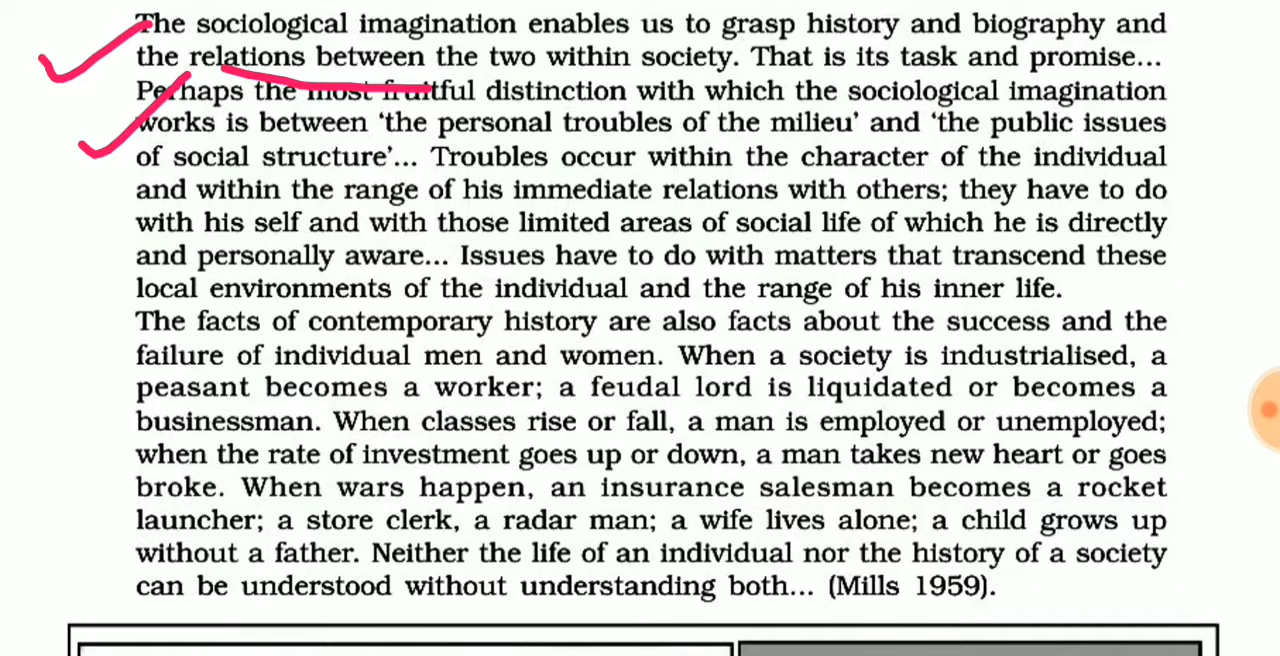 The sociological imagination enables us to grasp history and biography and
the relations between the two within society. That is its task and promise...
Perhaps the most fruitful distinction with which the sociological imagination
works is between ‘the personal troubles of the milieu’ and ‘the public issues
of social structure’... Troubles occur within the character of the individual
and within the range of his immediate relations with others; they have to do
with his self and with those limited areas of social life of which he is directly
and personally aware... Issues have to do with matters that transcend these
local environments of the individual and the range of his inner life.
The facts of contemporary history are also facts about the success and the
failure of individual men and women. When a society is industrialised, a
peasant becomes a worker; a feudal lord is liquidated or becomes a
businessman. When classes rise or fall, a man is employed or unemployed;
when the rate of investment goes up or down, a man takes new heart or goes
broke. When wars happen, an insurance salesman becomes a rocket
launcher; a store clerk, a radar man; a wife lives alone; a child grows up
without a father. Neither the life of an individual nor the history of a society
can be understood without understanding both... (Mills 1959).